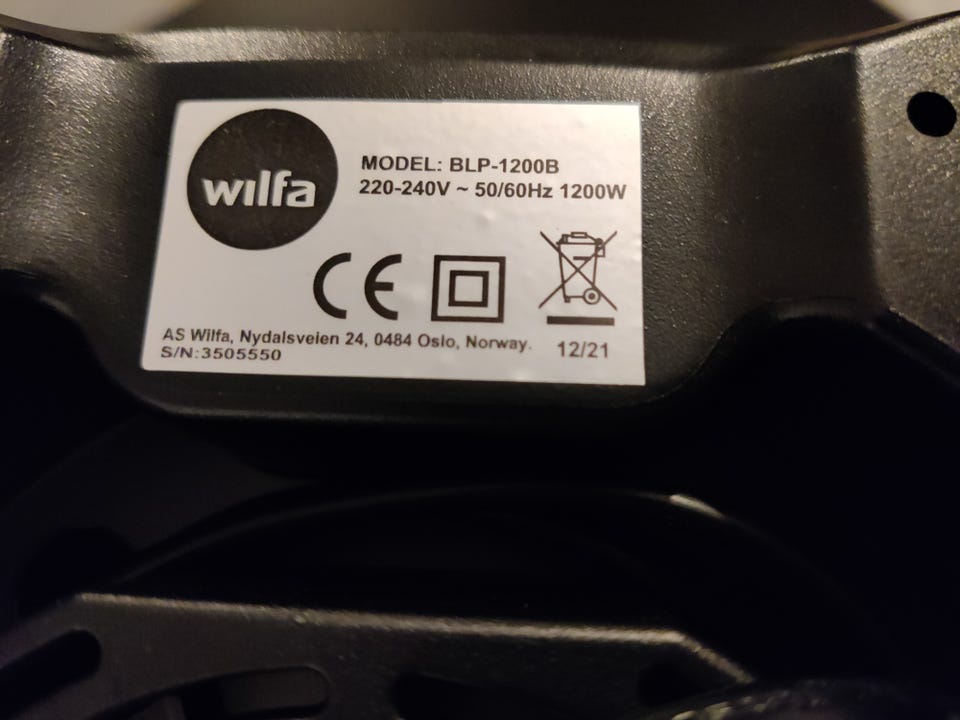 wilfa
MODEL: BLP-1200B
220-240V ~ 50/60Hz 1200W
CE
AS Wilfa, Nydalsveien 24, 0484 Oslo, Norway.
S/N:3505550
12/21